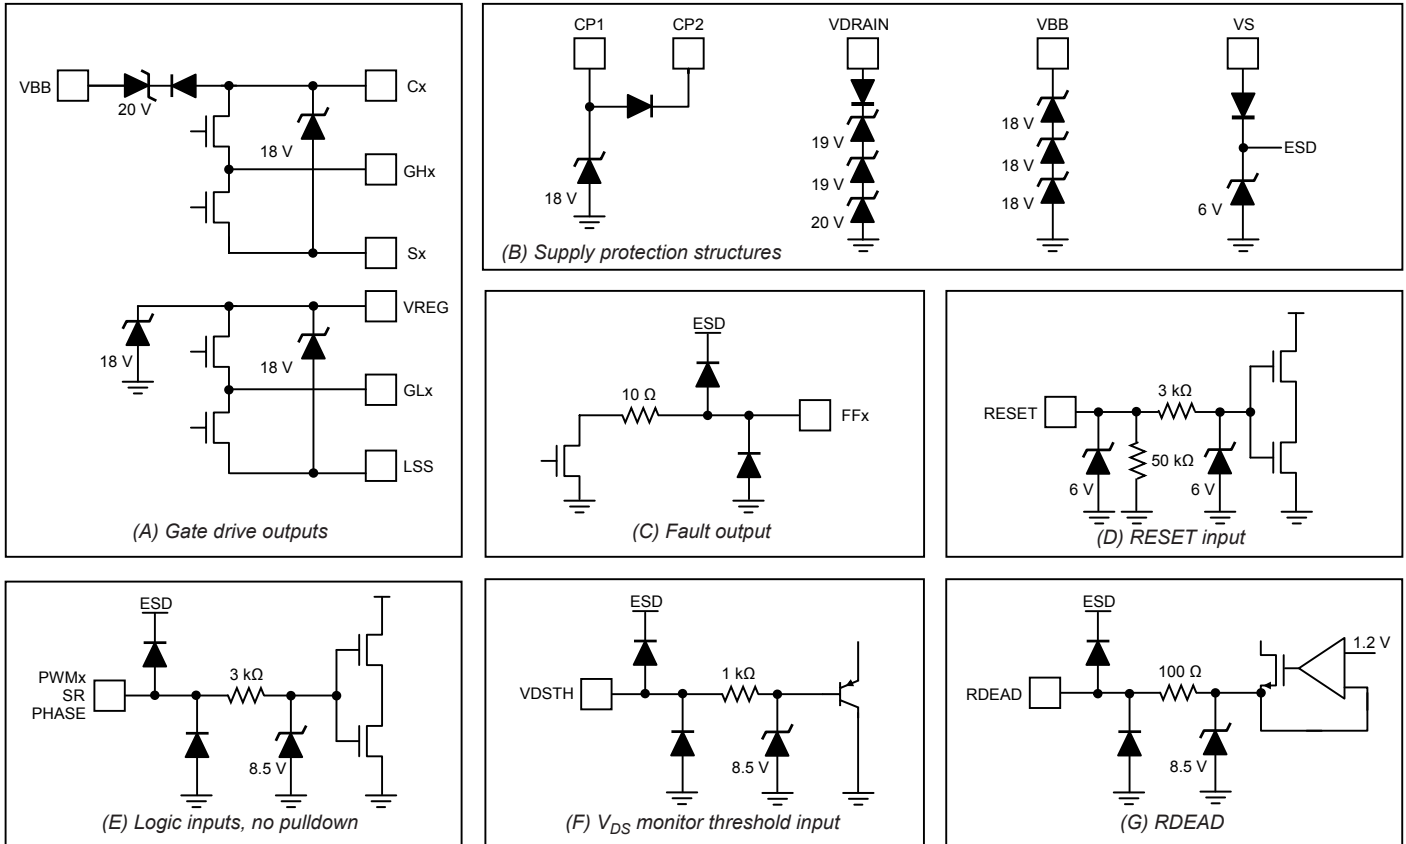 VBB
20 V
18 V
Cx
GHx
Sx
18 V
18 V
VREG
GLx
LSS
(A) Gate drive outputs
CP1
CP2
VDRAIN
VBB
VS
18 V
19 V
19 V
20 V
18 V
18 V
18 V
ESD
6 V
(B) Supply protection structures
ESD
10 Ω
FFx
(C) Fault output
RESET
3 kΩ
50 kΩ
6 V
6 V
(D) RESET input
ESD
PWMx
SR
PHASE
3 kΩ
8.5 V
(E) Logic inputs, no pulldown
ESD
VDSTH
1 kΩ
8.5 V
(F) VDS monitor threshold input
ESD
RDEAD
100 Ω
1.2 V
8.5 V
(G) RDEAD